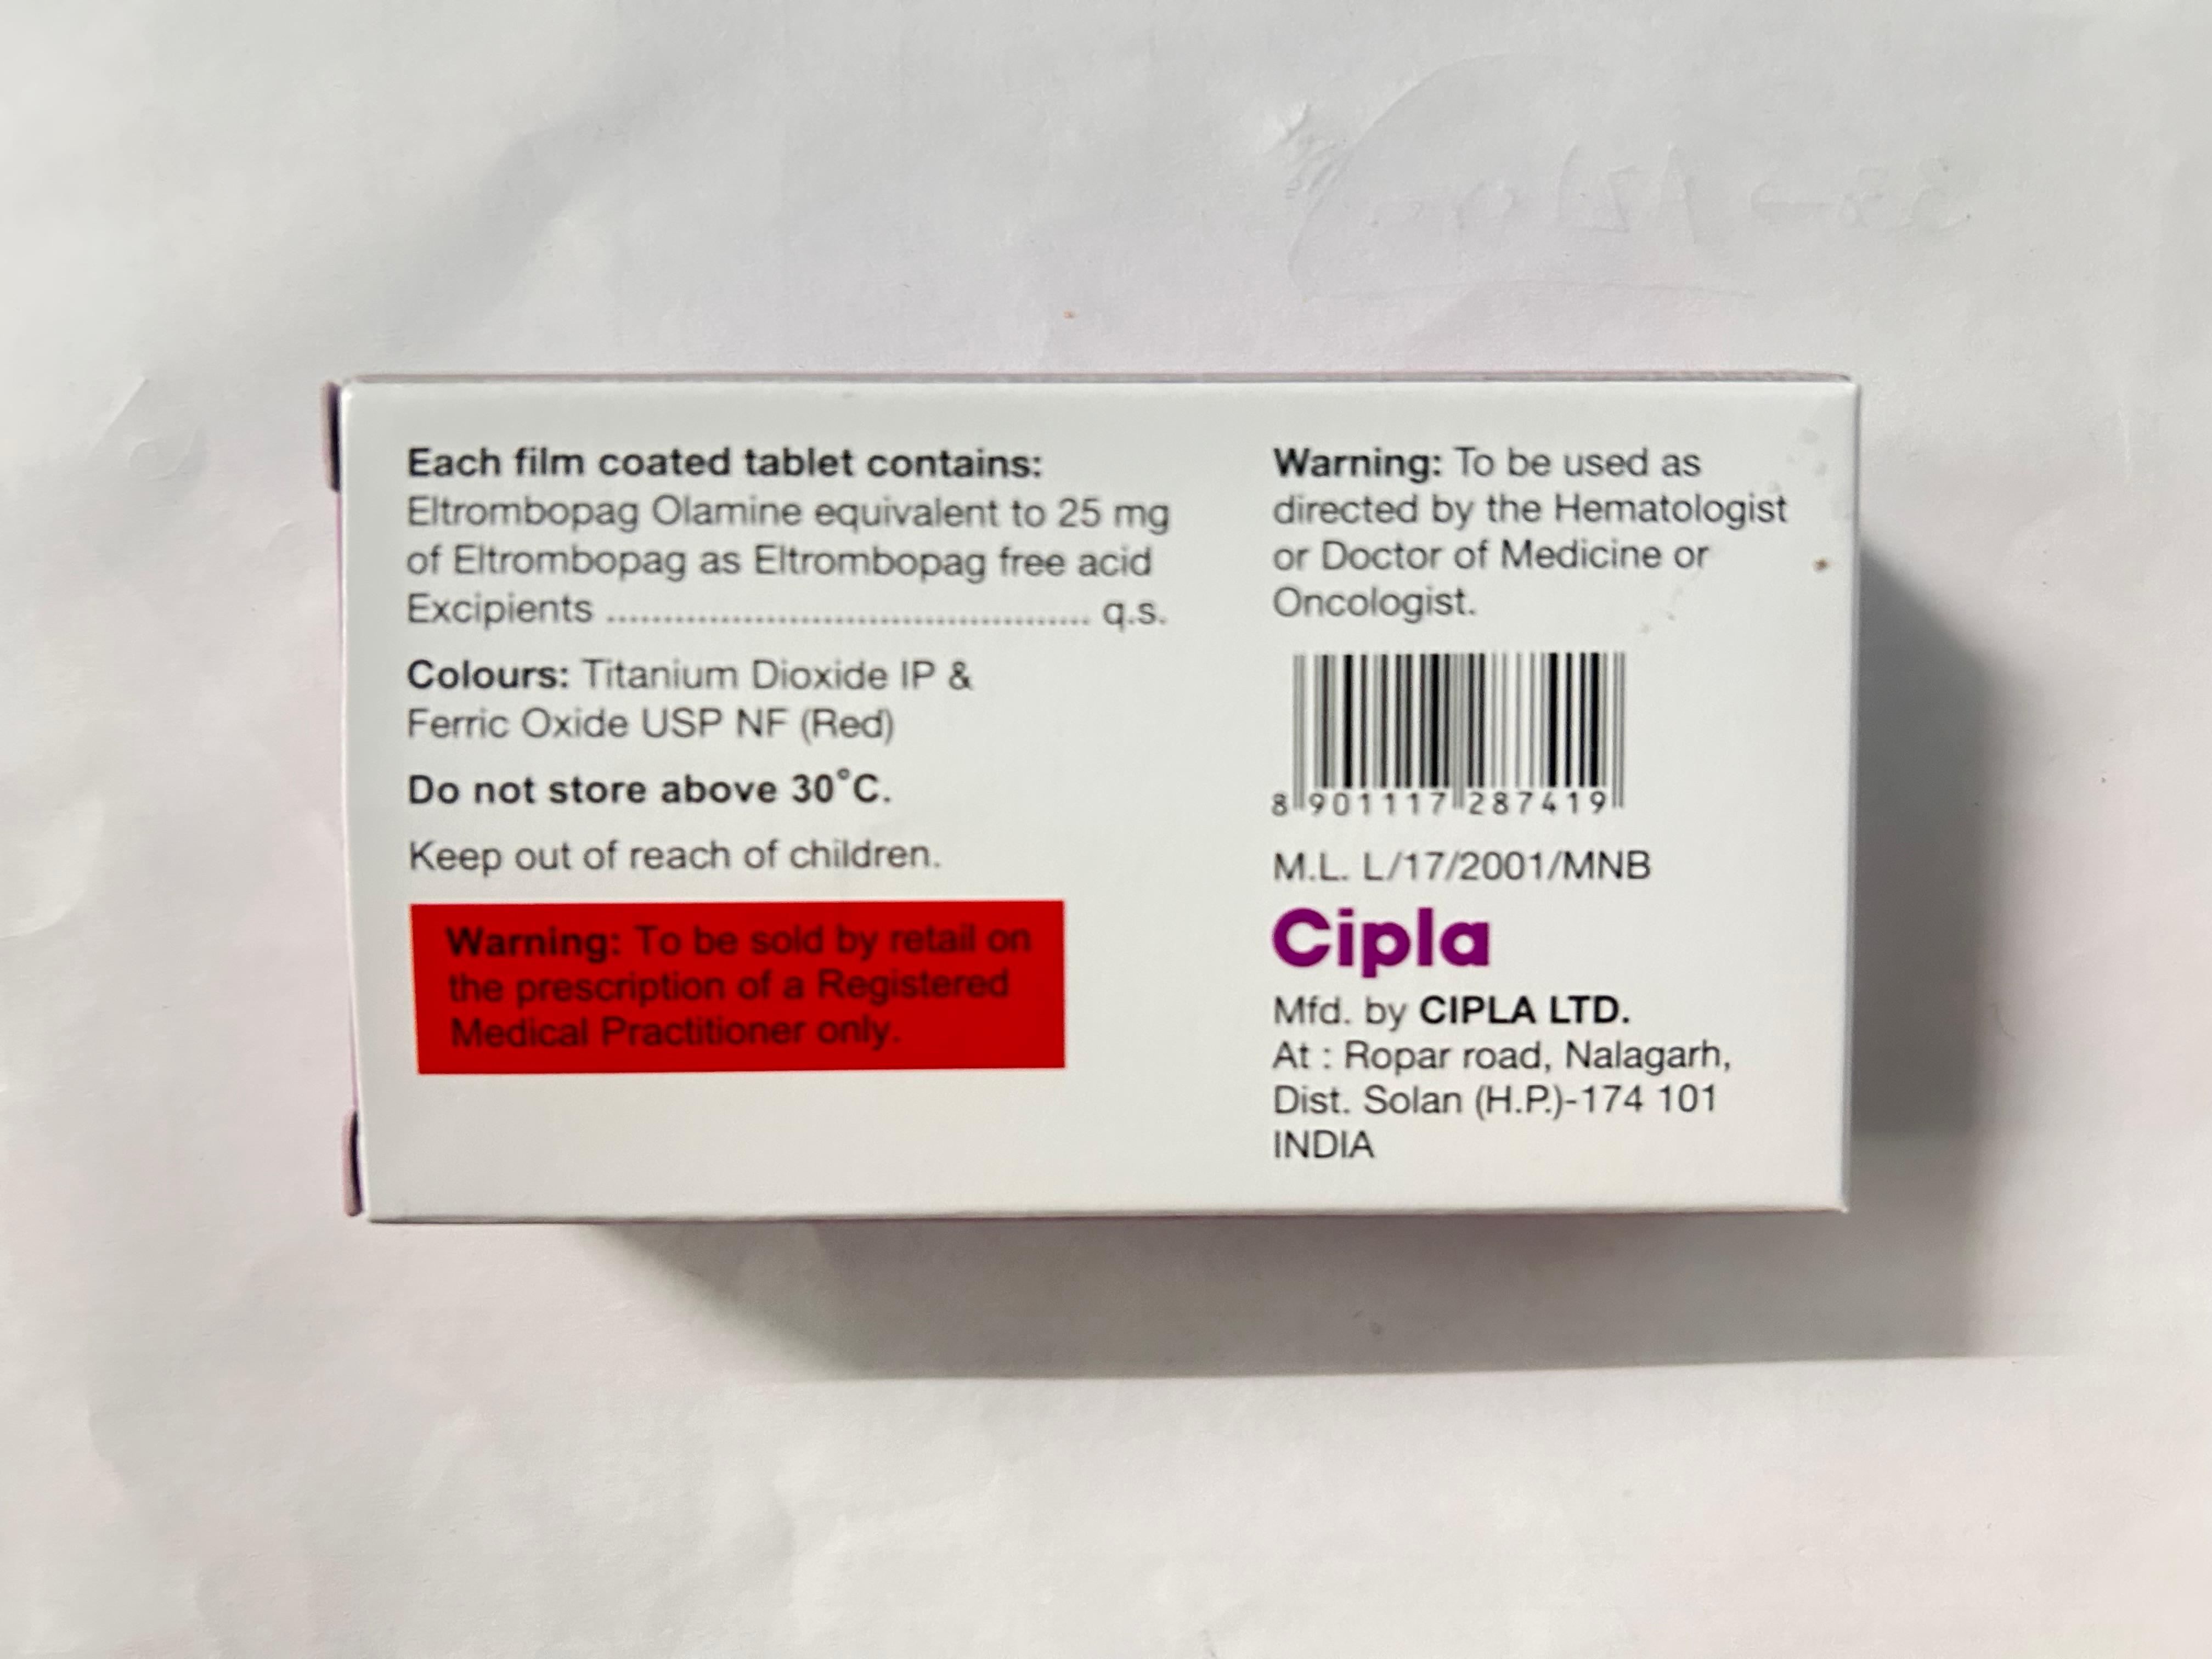 Each film coated tablet contains:
Eltrombopag Olamine equivalent to 25 mg
of Eltrombopag as Eltrombopag free acid
Excipients ........................................... q.s.
Colours: Titanium Dioxide IP &
Ferric Oxide USP NF (Red)
Do not store above 30°C.
Keep out of reach of children.
Warning: To be sold by retail on
the prescription of a Registered
Medical Practitioner only.
Warning: To be used as
directed by the Hematologist
or Doctor of Medicine or
Oncologist.
8 901117 287419
M.L. L/17/2001/MNB
Cipla
Mfd. by CIPLA LTD.
At : Ropar road, Nalagarh,
Dist. Solan (H.P.)-174 101
INDIA